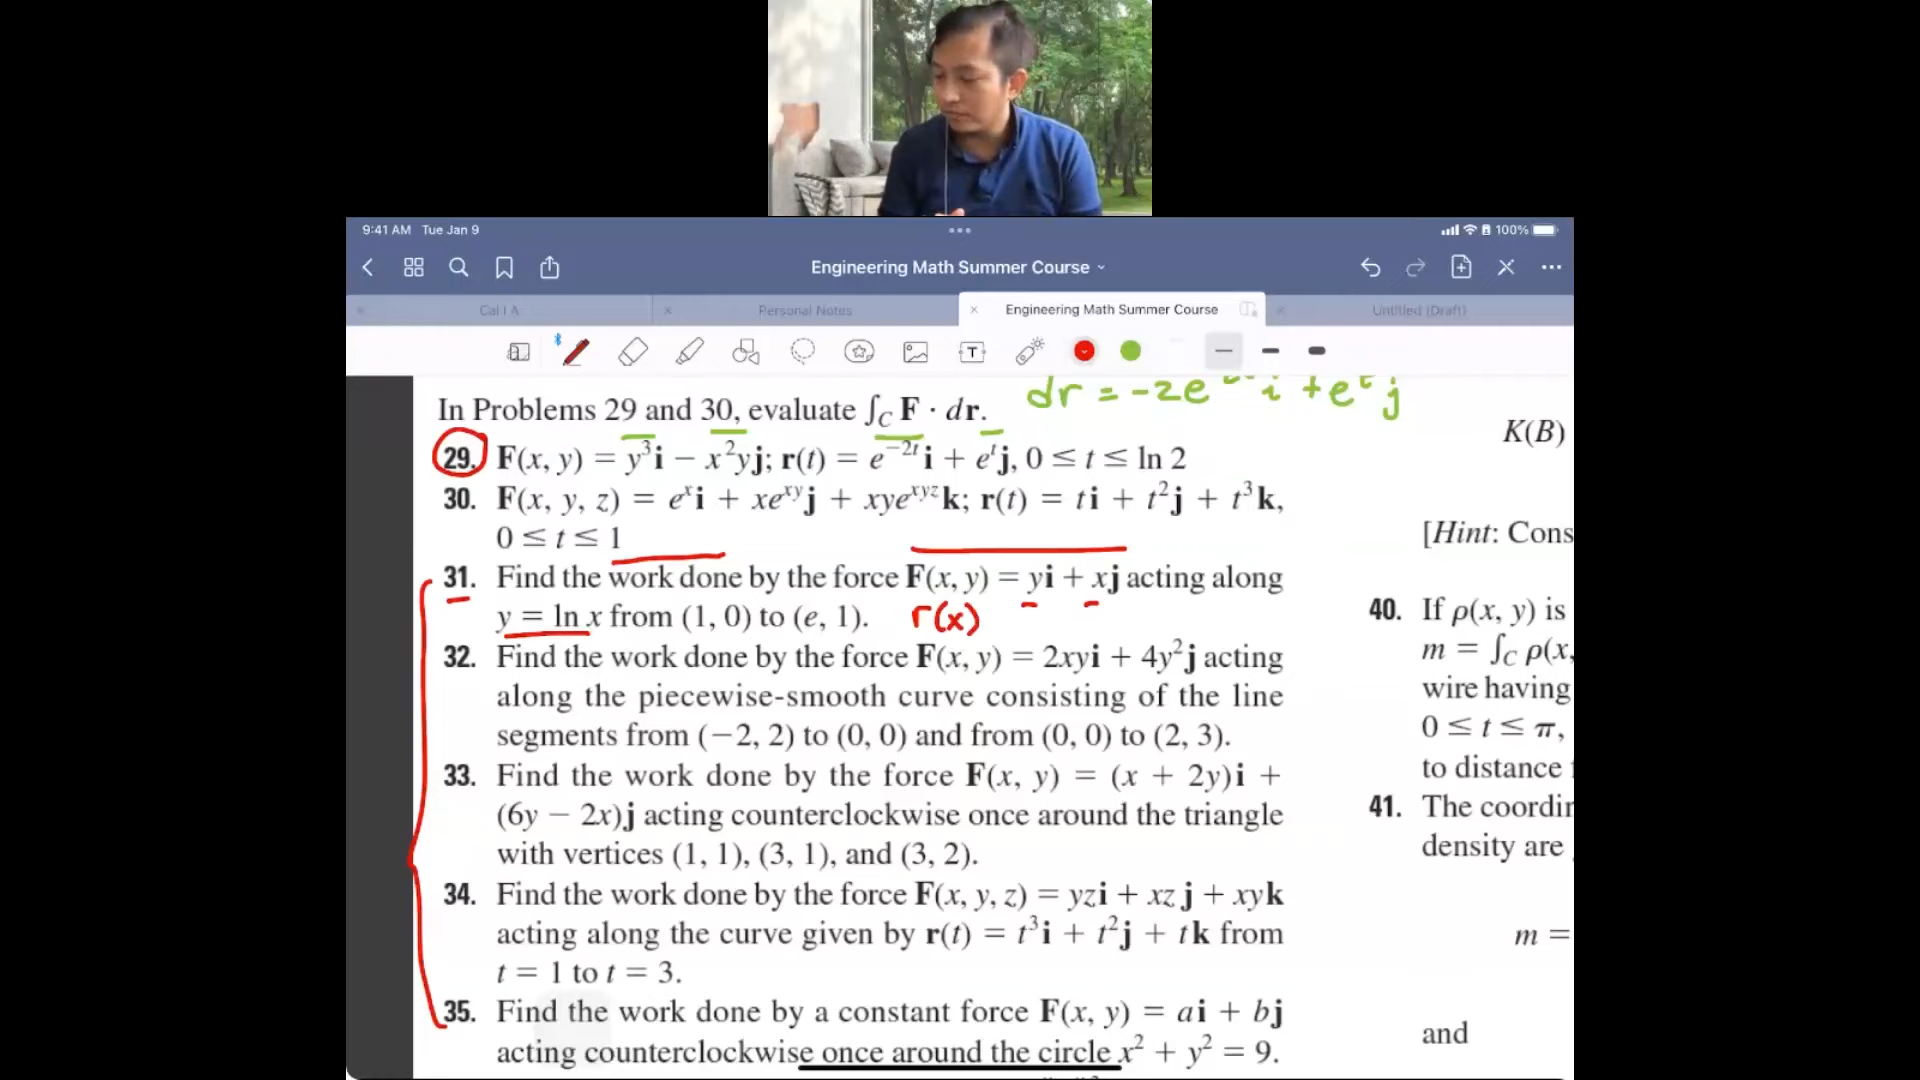 9:41 AM Tue Jan 9
100%
Engineering Math Summer Course
Cal I A
Personal Notes
Engineering Math Summer Course
Untitled (Draft)
T
dr = -2e i + e^t j
In Problems 29 and 30, evaluate ∫_C F · dr.
29. F(x, y) = y³i − x²yj; r(t) = e^{−2t}i + e^t j, 0 ≤ t ≤ ln 2
30. F(x, y, z) = e^x i + xe^{xy}j + xye^{xyz}k; r(t) = ti + t²j + t³k,
0 ≤ t ≤ 1
31. Find the work done by the force F(x, y) = yi + xj acting along
y = ln x from (1, 0) to (e, 1).
r(x)
32. Find the work done by the force F(x, y) = 2xyi + 4y²j acting
along the piecewise-smooth curve consisting of the line
segments from (−2, 2) to (0, 0) and from (0, 0) to (2, 3).
33. Find the work done by the force F(x, y) = (x + 2y)i +
(6y − 2x)j acting counterclockwise once around the triangle
with vertices (1, 1), (3, 1), and (3, 2).
34. Find the work done by the force F(x, y, z) = yzi + xz j + xyk
acting along the curve given by r(t) = t³i + t²j + tk from
t = 1 to t = 3.
35. Find the work done by a constant force F(x, y) = ai + bj
acting counterclockwise once around the circle x² + y² = 9.
K(B)
[Hint: Cons
40. If ρ(x, y) is
m = ∫_C ρ(x,
wire having
0 ≤ t ≤ π,
to distance
41. The coordin
density are
m =
and